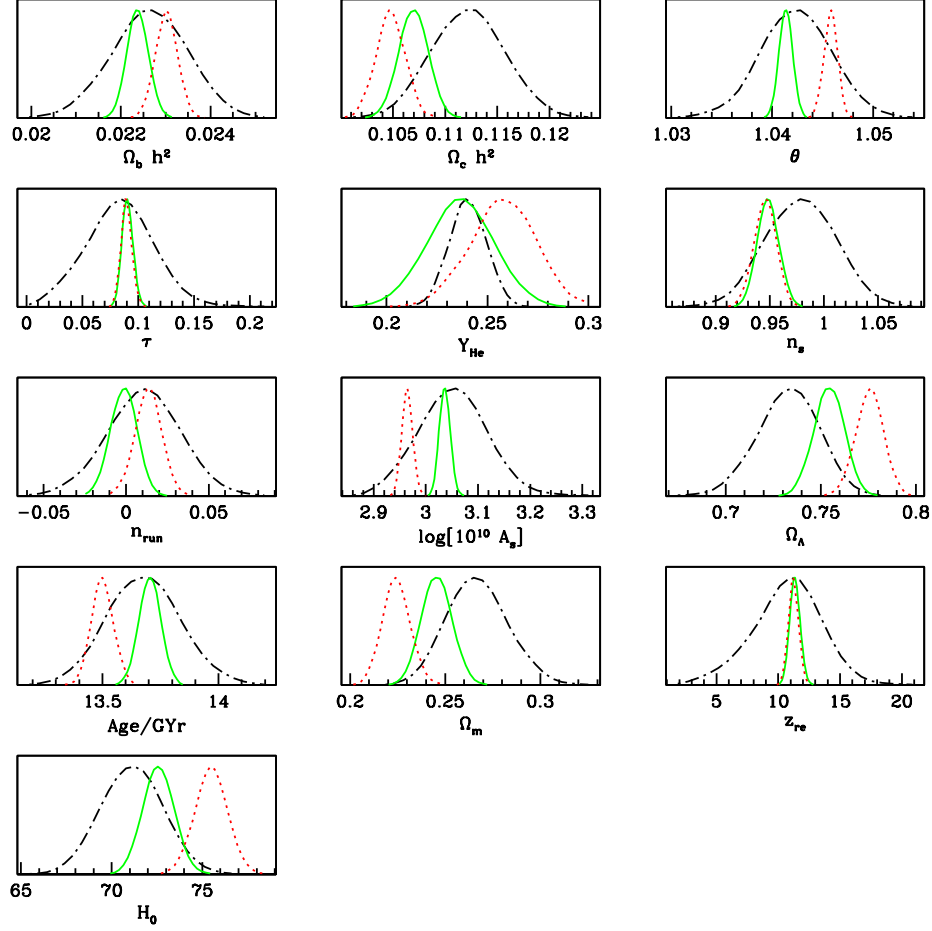 0.02 0.022 0.024
Ω_b h²
0.105 0.11 0.115 0.12
Ω_c h²
1.03 1.04 1.05
θ
0 0.05 0.1 0.15 0.2
τ
0.2 0.25 0.3
Y_He
0.9 0.95 1 1.05
n_s
−0.05 0 0.05
n_run
2.9 3 3.1 3.2 3.3
log[10¹⁰ A_s]
0.7 0.75 0.8
Ω_Λ
13.5 14
Age/GYr
0.2 0.25 0.3
Ω_m
5 10 15 20
z_re
65 70 75
H_0